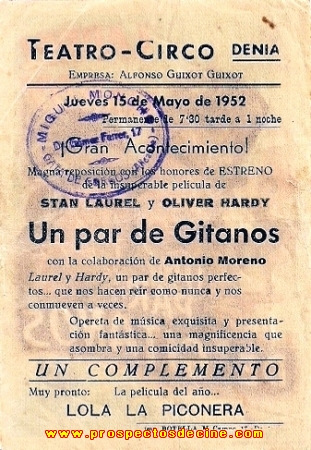 TEATRO-CIRCO DENIA
EMPRESA: ALFONSO GUIXOT GUIXOT
Jueves 15 de Mayo de 1952
Permanente de 7'30 tarde a 1 noche
¡Gran Acontecimiento!
Magna reposición con los honores de ESTRENO
de la insuperable película de
STAN LAUREL y OLIVER HARDY
Un par de Gitanos
con la colaboración de Antonio Moreno
Laurel y Hardy, un par de gitanos perfec-
tos... que nos hacen reír como nunca y nos
conmueven a veces.
Opereta de música exquisita y presenta-
ción fantástica... una magnificencia que
asombra y una comicidad insuperable.
UN COMPLEMENTO
Muy pronto: La película del año...
LOLA LA PICONERA
www.prospectosdecine.com
MIGUEL
Ferrer, 17